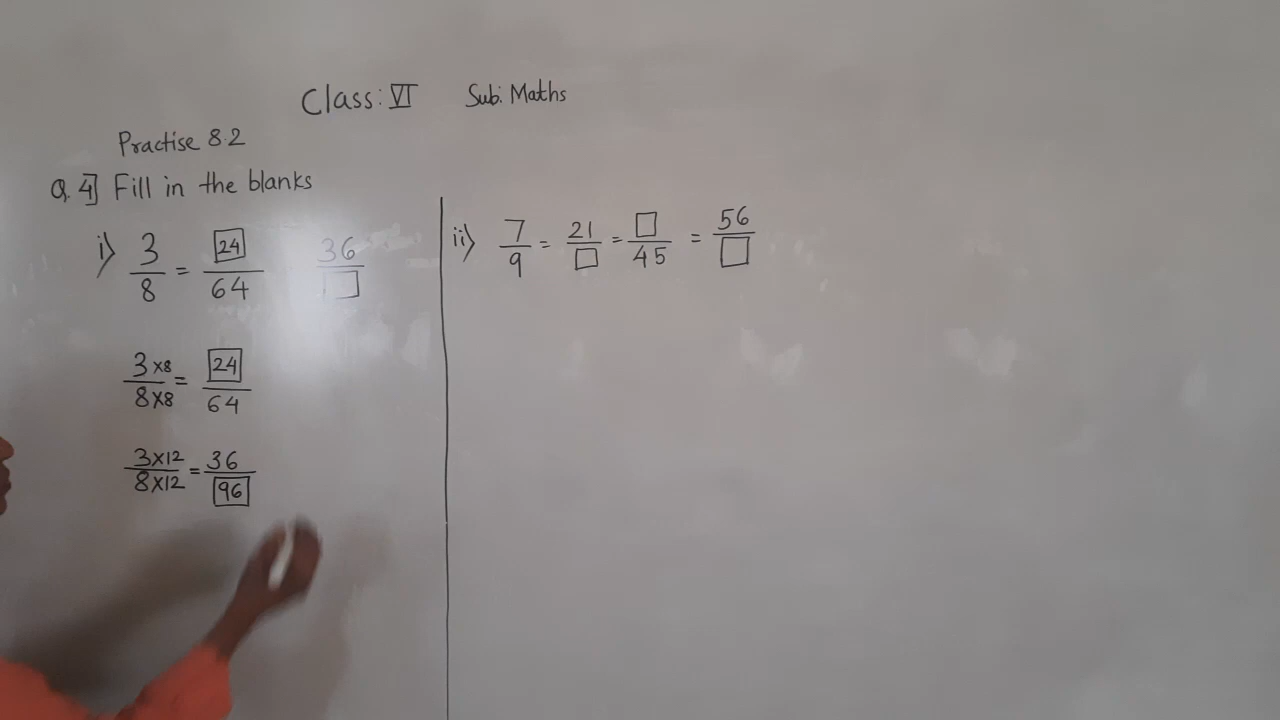 Class: VI Sub: Maths
Practise 8.2
Q. 4] Fill in the blanks
i) 3/8 = [24]/64 36/□
3×8/8×8 = [24]/64
3×12/8×12 = 36/[96]
ii) 7/9 = 21/□ = □/45 = 56/□